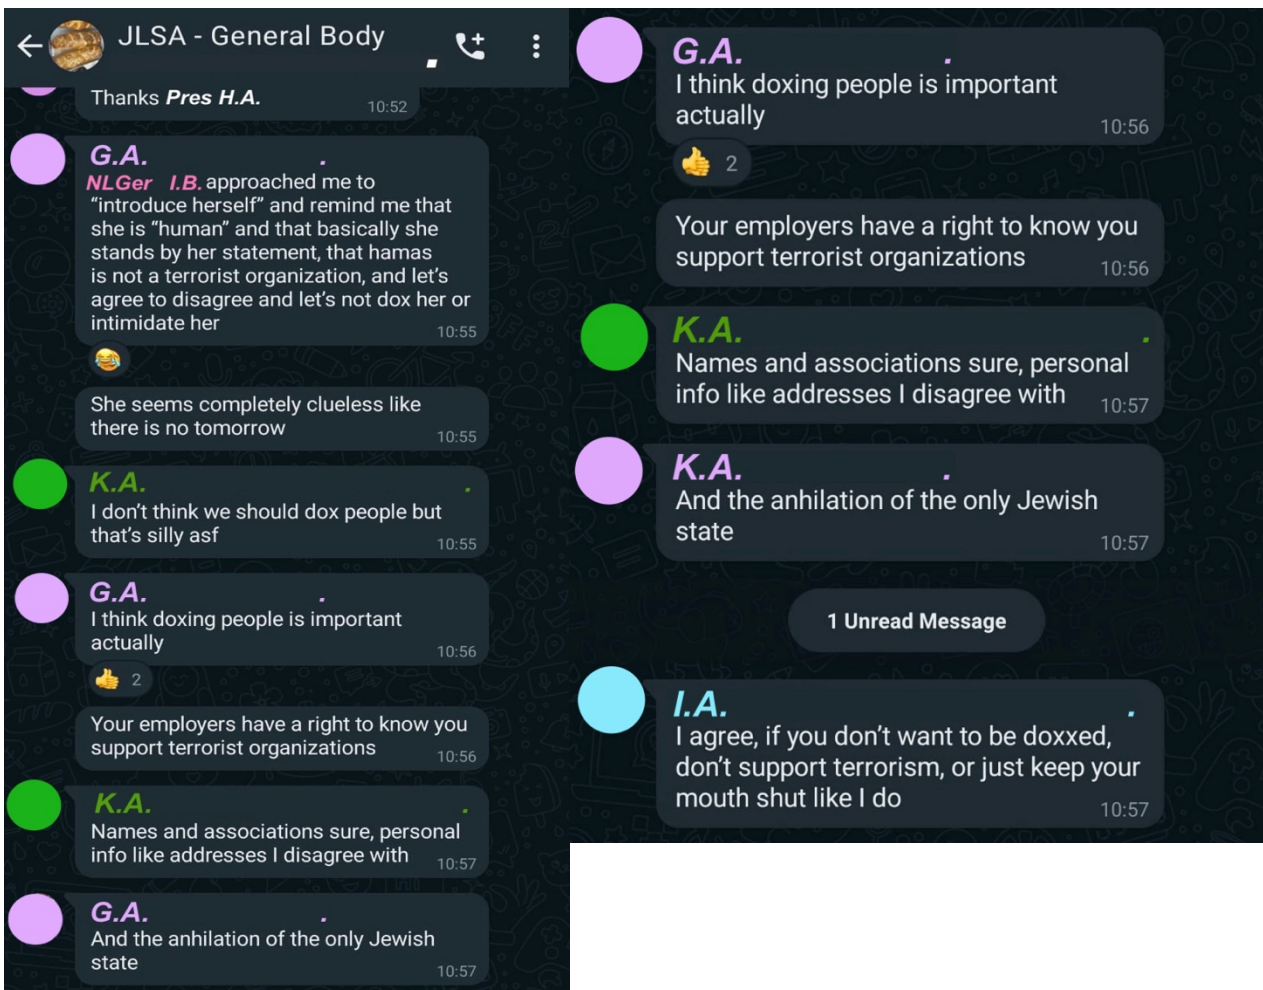 JLSA - General Body
Thanks Pres H.A.
10:52
G.A.
NLGer I.B. approached me to
“introduce herself” and remind me that
she is “human” and that basically she
stands by her statement, that hamas
is not a terrorist organization, and let’s
agree to disagree and let’s not dox her or
intimidate her
10:55
She seems completely clueless like
there is no tomorrow
10:55
K.A.
I don’t think we should dox people but
that’s silly asf
10:55
G.A.
I think doxing people is important
actually
10:56
2
Your employers have a right to know you
support terrorist organizations
10:56
K.A.
Names and associations sure, personal
info like addresses I disagree with
10:57
G.A.
And the anhilation of the only Jewish
state
10:57
G.A.
I think doxing people is important
actually
10:56
2
Your employers have a right to know you
support terrorist organizations
10:56
K.A.
Names and associations sure, personal
info like addresses I disagree with
10:57
K.A.
And the anhilation of the only Jewish
state
10:57
1 Unread Message
I.A.
I agree, if you don’t want to be doxxed,
don’t support terrorism, or just keep your
mouth shut like I do
10:57